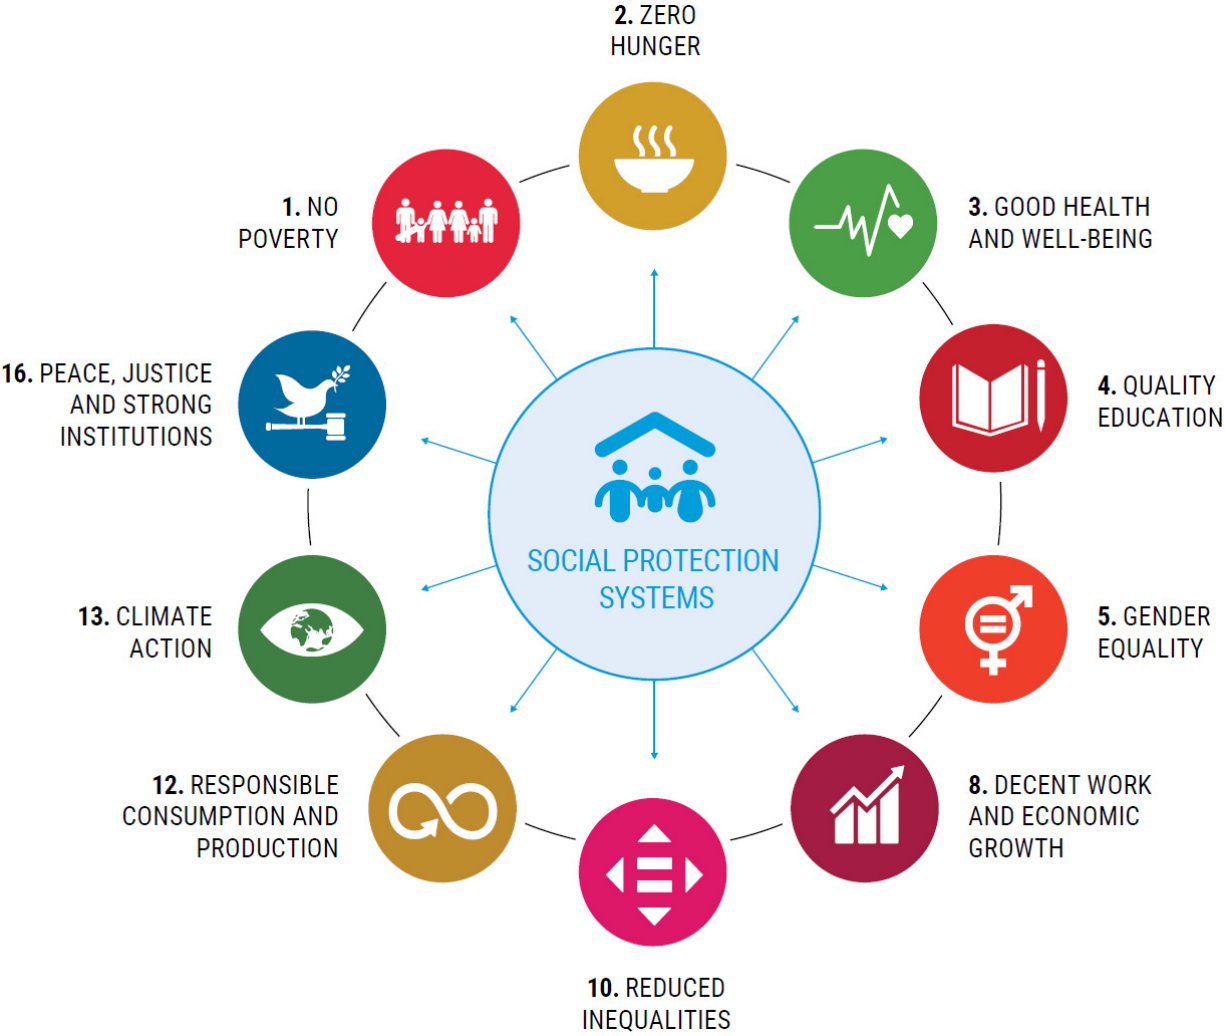 2. ZERO
HUNGER
3. GOOD HEALTH
AND WELL-BEING
4. QUALITY
EDUCATION
5. GENDER
EQUALITY
8. DECENT WORK
AND ECONOMIC
GROWTH
10. REDUCED
INEQUALITIES
12. RESPONSIBLE
CONSUMPTION AND
PRODUCTION
13. CLIMATE
ACTION
16. PEACE, JUSTICE
AND STRONG
INSTITUTIONS
1. NO
POVERTY
SOCIAL PROTECTION
SYSTEMS